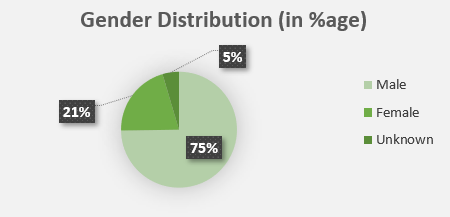 Gender Distribution (in %age)
5%
21%
75%
Male
Female
Unknown